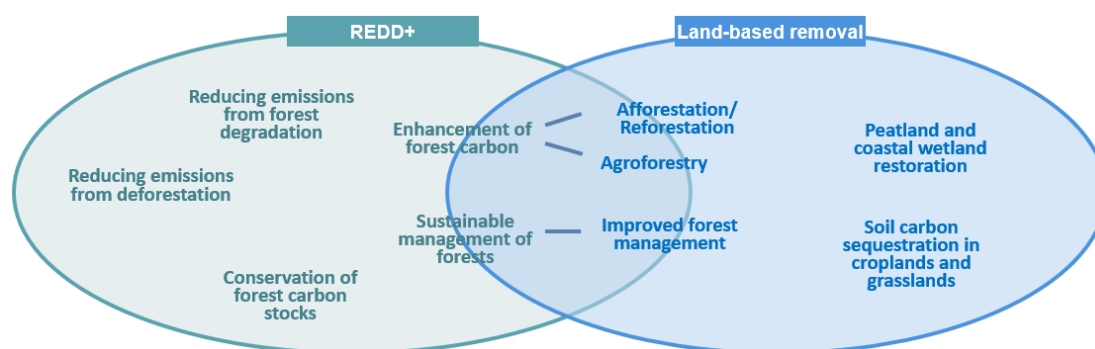 REDD+
Land-based removal
Reducing emissions
from forest
degradation
Reducing emissions
from deforestation
Conservation of
forest carbon
stocks
Enhancement of
forest carbon
Sustainable
management of
forests
Afforestation/
Reforestation
Agroforestry
Improved forest
management
Peatland and
coastal wetland
restoration
Soil carbon
sequestration in
croplands and
grasslands